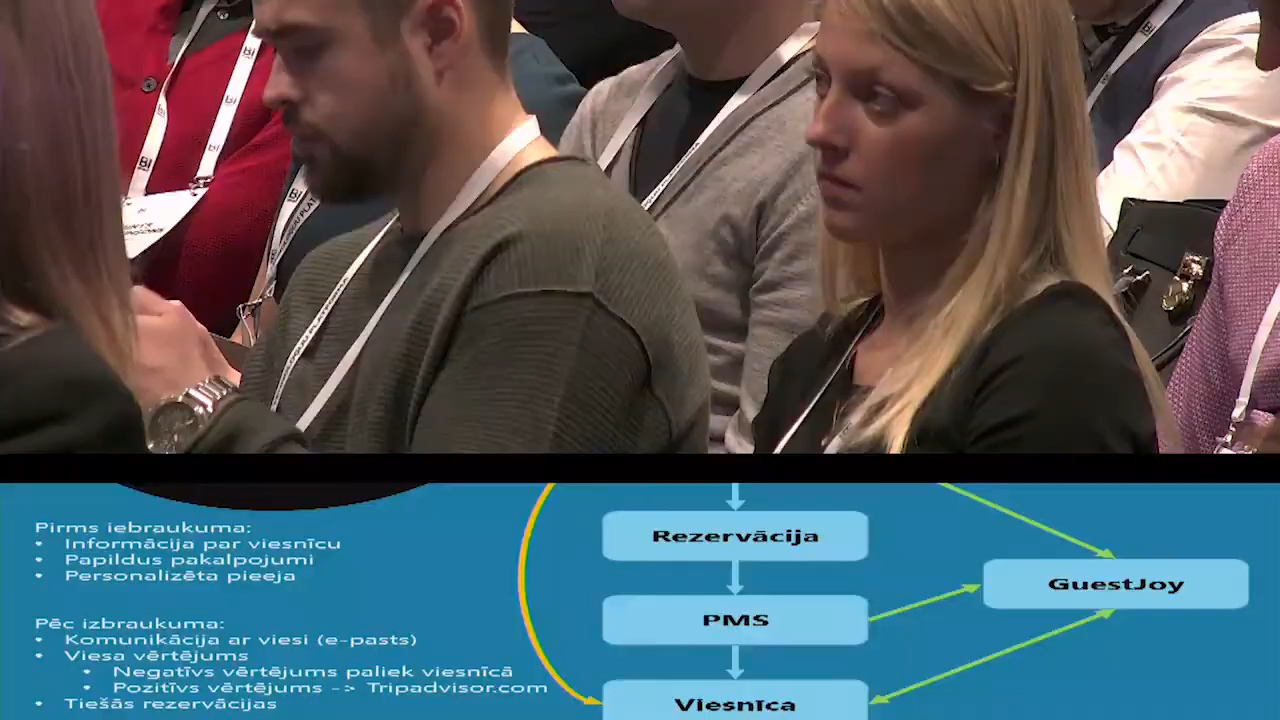 Pirms iebraukuma:
• Informācija par viesnīcu
• Papildus pakalpojumi
• Personalizēta pieeja
Pēc izbraukuma:
• Komunikācija ar viesi (e-pasts)
• Viesa vērtējums
• Negatīvs vērtējums paliek viesnīcā
• Pozitīvs vērtējums -> Tripadvisor.com
• Tiešās rezervācijas
Rezervācija
PMS
Viesnīca
GuestJoy